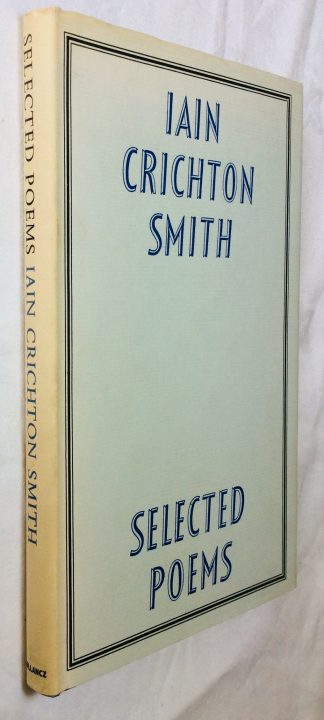 IAIN
CRICHTON
SMITH
SELECTED
POEMS
SELECTED POEMS IAIN CRICHTON SMITH